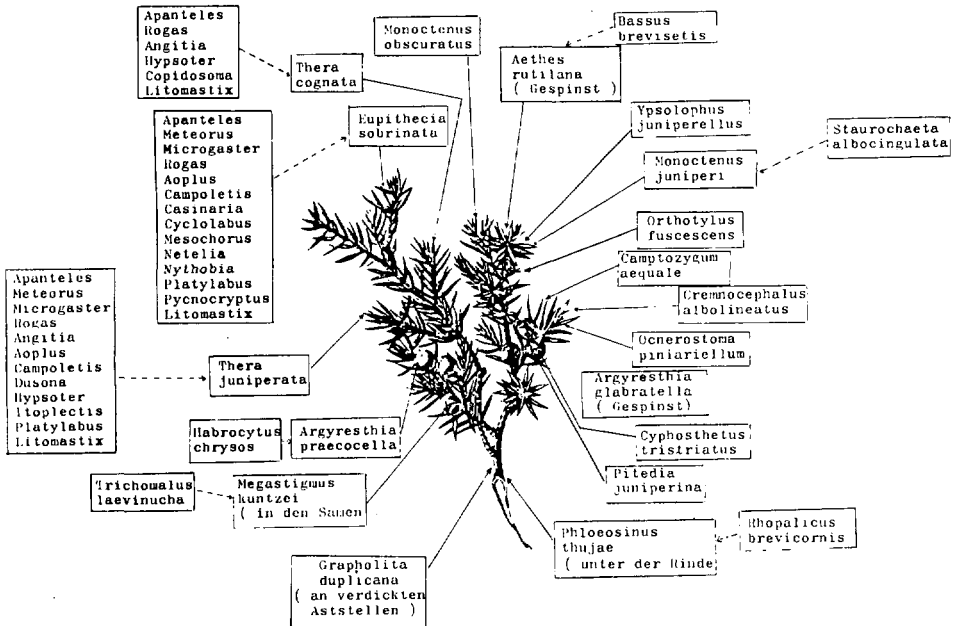 Apanteles
Rogas
Angitia
Hypsoter
Copidosoma
Litomastix
Thera
cognata
Monoctenus
obscuratus
Bassus
brevisetis
Aethes
rutilana
( Gespinst )
Apanteles
Meteorus
Microgaster
Rogas
Aoplus
Campoletis
Casinaria
Cyclolabus
Mesochorus
Netelia
Nythobia
Platylabus
Pycnocryptus
Litomastix
Eupithecia
sobrinata
Ypsolophus
juniperellus
Staurochaeta
albocingulata
Monoctenus
juniperi
Orthotylus
fuscescens
Camptozygum
aequale
Cremnocephalus
albolineatus
Ocnerostoma
piniariellum
Argyresthia
glabratella
( Gespinst)
Cyphosthetus
tristriatus
Pitedia
juniperina
Apanteles
Meteorus
Microgaster
Rogas
Angitia
Aoplus
Campoletis
Dusona
Hypsoter
Itoplectis
Platylabus
Litomastix
Thera
juniperata
Habrocytus
chrysos
Argyresthia
praecocella
Trichomalus
laevinucha
Megastigmus
kuntzei
( in den Samen
Grapholita
duplicana
( an verdickten
Aststellen )
Phloeosinus
thujae
( unter der Rinde
Rhopalicus
brevicornis